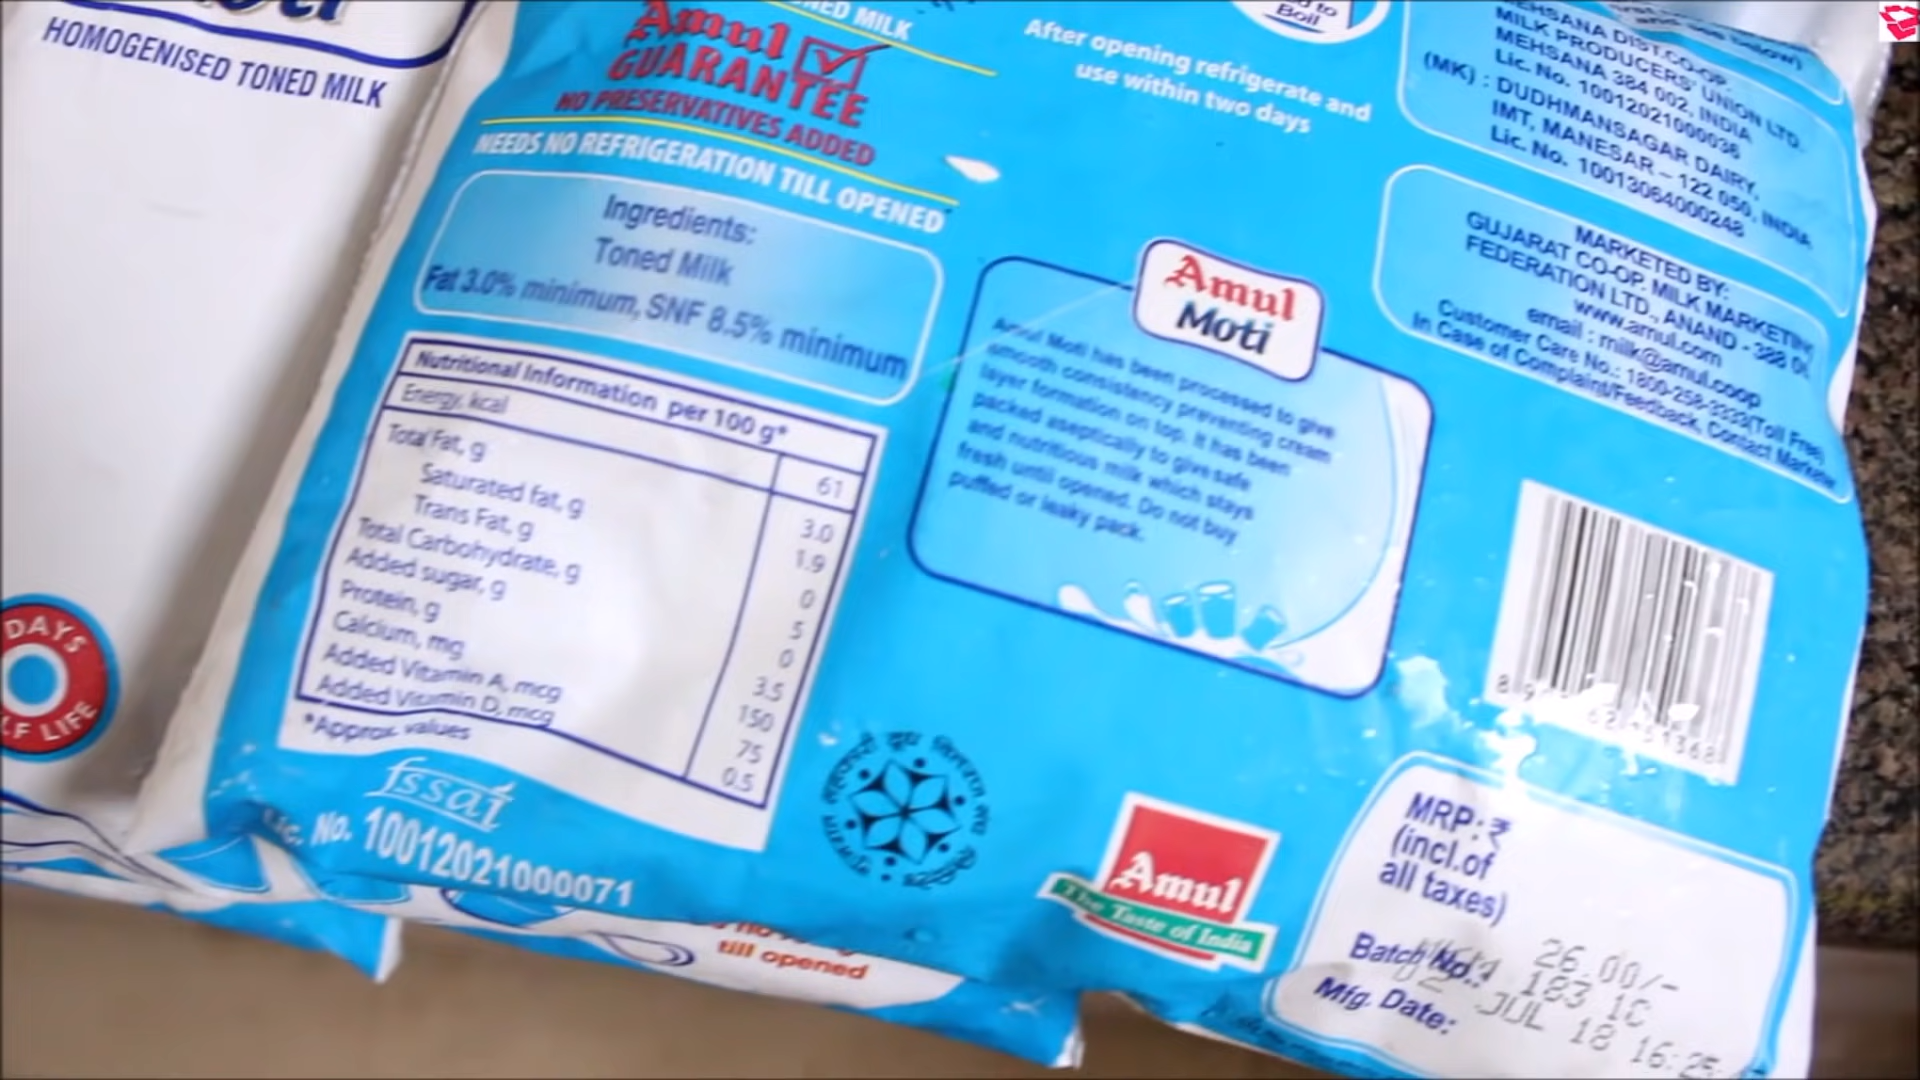 HOMOGENISED TONED MILK
DAYS
LF LIFE
NED MILK
Amul
GUARANTEE
NO PRESERVATIVES ADDED
NEEDS NO REFRIGERATION TILL OPENED
Ingredients:
Toned Milk
Fat 3.0% minimum, SNF 8.5% minimum
Nutritional Information per 100 g*
Energy, kcal 61
Total Fat, g 3.0
Saturated fat, g 1.9
Trans Fat, g 0
Total Carbohydrate, g 5
Added sugar, g 0
Protein, g 3.5
Calcium, mg 150
Added Vitamin A, mcg 75
Added Vitamin D, mcg 0.5
*Approx. values
fssai
Lic. No. 10012021000071
till opened
d to
Boil
After opening refrigerate and
use within two days
Amul
Moti
Amul Moti has been processed to give
smooth consistency preventing cream
layer formation on top. It has been
packed aseptically to give safe
and nutritious milk which stays
fresh until opened. Do not buy
puffed or leaky pack.
Amul
The Taste of India
MEHSANA DIST.CO-OP.
MILK PRODUCERS' UNION LTD.
MEHSANA 384 002, INDIA
Lic. No. 10012021000036
(MK) : DUDHMANSAGAR DAIRY,
IMT, MANESAR – 122 050, INDIA
Lic. No. 10013064000248
MARKETED BY:
GUJARAT CO-OP. MILK MARKETING
FEDERATION LTD., ANAND - 388 00
www.amul.com
email : milk@amul.coop
Customer Care No.: 1800-258-3333(Toll Free)
In Case of Complaint/Feedback, Contact Market
MRP:₹
(incl.of
all taxes)
26.00/-
Batch No.: 183 1C
Mfg. Date: JUL 18 16:25